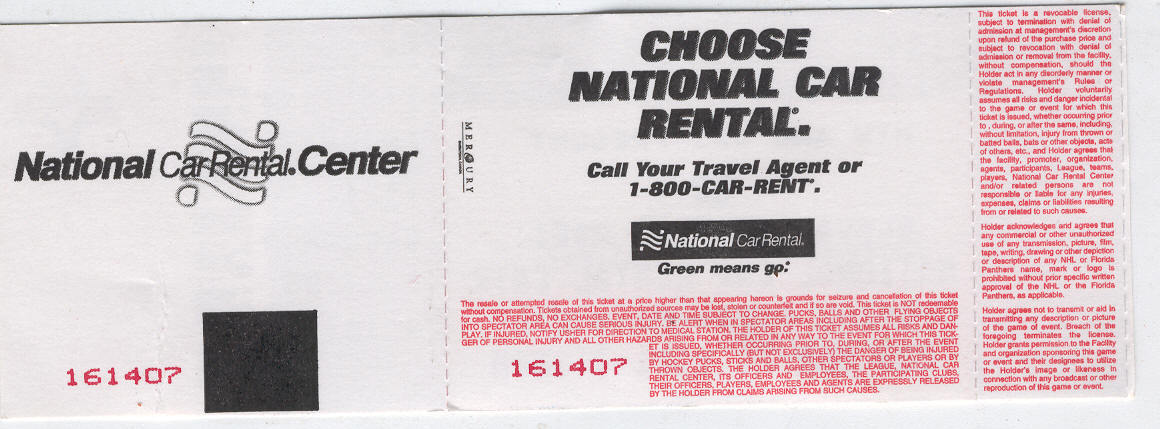 National Car Rental. Center
161407
MERCURY
CHOOSE
NATIONAL CAR
RENTAL®.
Call Your Travel Agent or
1-800-CAR-RENT®.
National Car Rental®
Green means go.®
The resale or attempted resale of this ticket at a price higher than that appearing hereon is grounds for seizure and cancellation of this ticket
without compensation. Tickets obtained from unauthorized sources may be lost, stolen or counterfeit and if so are void. This ticket is NOT redeemable
for cash. NO REFUNDS, NO EXCHANGES. EVENT, DATE AND TIME SUBJECT TO CHANGE. PUCKS, BALLS AND OTHER FLYING OBJECTS
INTO SPECTATOR AREA CAN CAUSE SERIOUS INJURY. BE ALERT WHEN IN SPECTATOR AREAS INCLUDING AFTER THE STOPPAGE OF
PLAY. IF INJURED, NOTIFY USHER FOR DIRECTION TO MEDICAL STATION. THE HOLDER OF THIS TICKET ASSUMES ALL RISKS AND DAN-
GER OF PERSONAL INJURY AND ALL OTHER HAZARDS ARISING FROM OR RELATED IN ANY WAY TO THE EVENT FOR WHICH THIS TICK-
ET IS ISSUED, WHETHER OCCURRING PRIOR TO, DURING, OR AFTER THE EVENT
INCLUDING SPECIFICALLY (BUT NOT EXCLUSIVELY) THE DANGER OF BEING INJURED
BY HOCKEY PUCKS, STICKS AND BALLS, OTHER SPECTATORS OR PLAYERS OR BY
THROWN OBJECTS. THE HOLDER AGREES THAT THE LEAGUE, NATIONAL CAR
RENTAL CENTER, ITS OFFICERS AND EMPLOYEES, THE PARTICIPATING CLUBS,
THEIR OFFICERS, PLAYERS, EMPLOYEES AND AGENTS ARE EXPRESSLY RELEASED
BY THE HOLDER FROM CLAIMS ARISING FROM SUCH CAUSES.
161407
This ticket is a revocable license,
subject to termination with denial of
admission at management's discretion
upon refund of the purchase price and
subject to revocation with denial of
admission or removal from the facility,
without compensation, should the
Holder act in any disorderly manner or
violate management's Rules or
Regulations. Holder voluntarily
assumes all risks and danger incidental
to the game or event for which this
ticket is issued, whether occurring prior
to , during, or after the same, including,
without limitation, injury from thrown or
batted balls, bats or other objects, acts
of others, etc., and Holder agrees that
the facility, promoter, organization,
agents, participants, League, teams,
players, National Car Rental Center
and/or related persons are not
responsible or liable for any injuries,
expenses, claims or liabilities resulting
from or related to such causes.
Holder acknowledges and agrees that
any commercial or other unauthorized
use of any transmission, picture, film,
tape, writing, drawing or other depiction
or description of any NHL or Florida
Panthers name, mark or logo is
prohibited without prior specific written
approval of the NHL or the Florida
Panthers, as applicable.
Holder agrees not to transmit or aid in
transmitting any description or picture
of the game of event. Breach of the
foregoing terminates the license.
Holder grants permission to the Facility
and organization sponsoring this game
or event and their designees to utilize
the Holder's image or likeness in
connection with any broadcast or other
reproduction of this game or event.